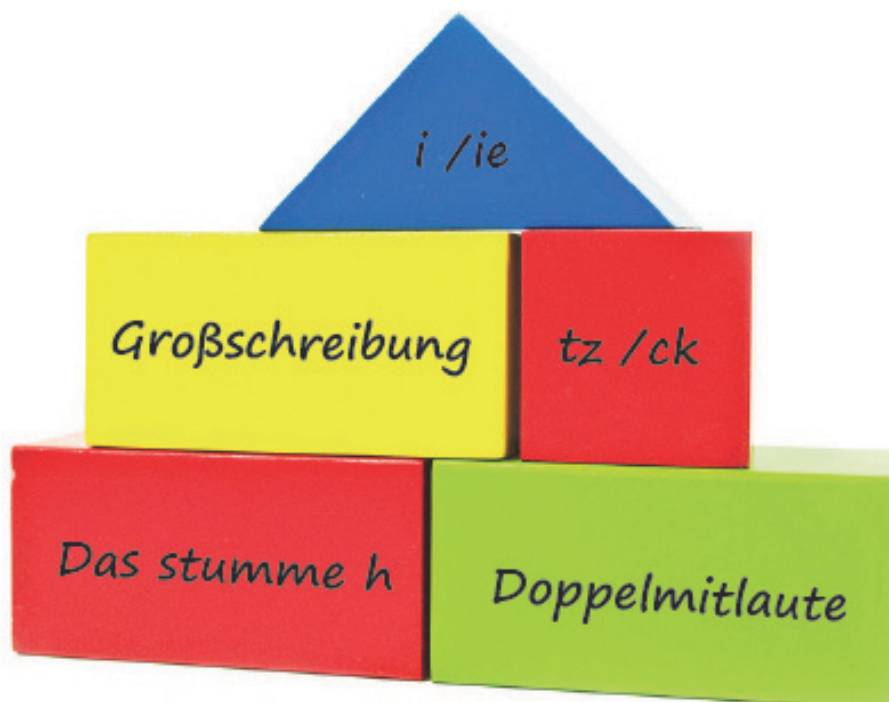 i /ie
Großschreibung
tz /ck
Das stumme h
Doppelmitlaute